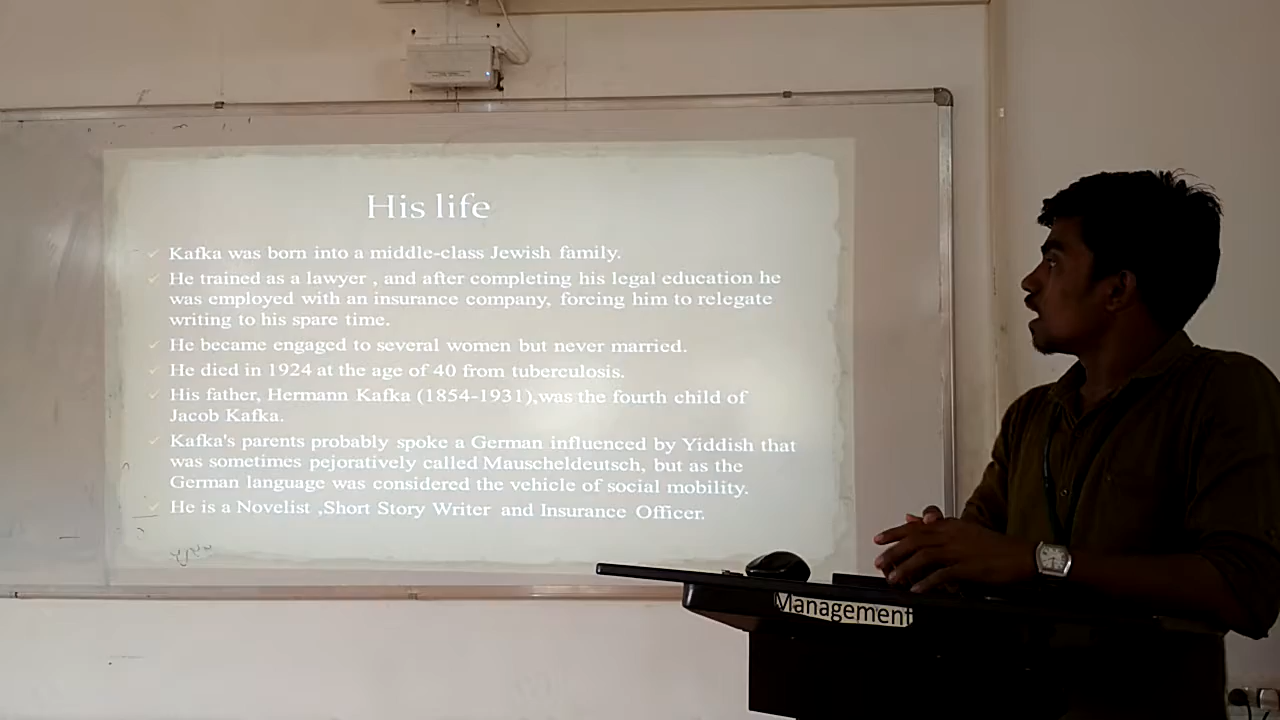 His life
Kafka was born into a middle-class Jewish family.
He trained as a lawyer , and after completing his legal education he
was employed with an insurance company, forcing him to relegate
writing to his spare time.
He became engaged to several women but never married.
He died in 1924 at the age of 40 from tuberculosis.
His father, Hermann Kafka (1854-1931),was the fourth child of
Jacob Kafka.
Kafka's parents probably spoke a German influenced by Yiddish that
was sometimes pejoratively called Mauscheldeutsch, but as the
German language was considered the vehicle of social mobility.
He is a Novelist ,Short Story Writer and Insurance Officer.
Management